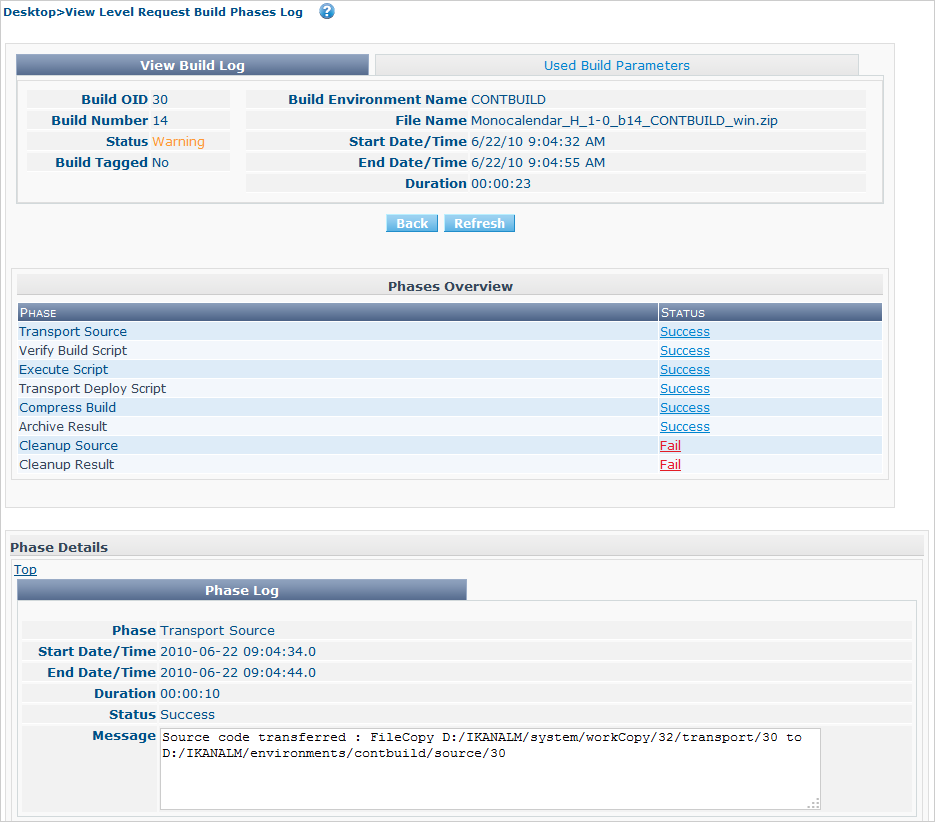 Desktop>View Level Request Build Phases Log ?
View Build Log Used Build Parameters
Build OID 30 Build Environment Name CONTBUILD
Build Number 14 File Name Monocalendar_H_1-0_b14_CONTBUILD_win.zip
Status Warning Start Date/Time 6/22/10 9:04:32 AM
Build Tagged No End Date/Time 6/22/10 9:04:55 AM
Duration 00:00:23
Back Refresh
Phases Overview
Phase Status
Transport Source Success
Verify Build Script Success
Execute Script Success
Transport Deploy Script Success
Compress Build Success
Archive Result Success
Cleanup Source Fail
Cleanup Result Fail
Phase Details
Top
Phase Log
Phase Transport Source
Start Date/Time 2010-06-22 09:04:34.0
End Date/Time 2010-06-22 09:04:44.0
Duration 00:00:10
Status Success
Message Source code transferred : FileCopy D:/IKANALM/system/workCopy/32/transport/30 to
D:/IKANALM/environments/contbuild/source/30